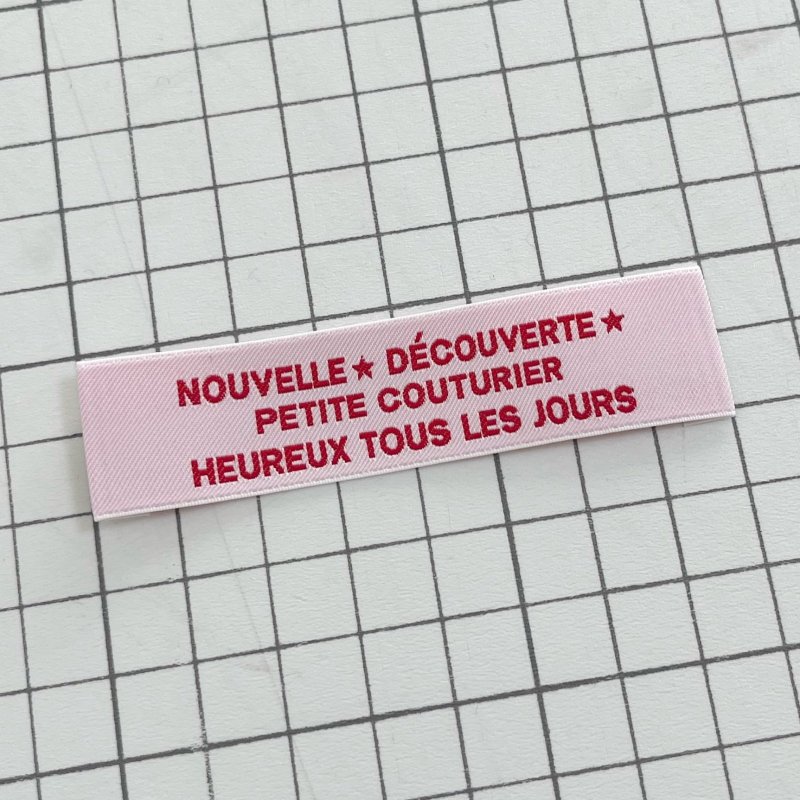 NOUVELLE★ DÉCOUVERTE★
PETITE COUTURIER
HEUREUX TOUS LES JOURS